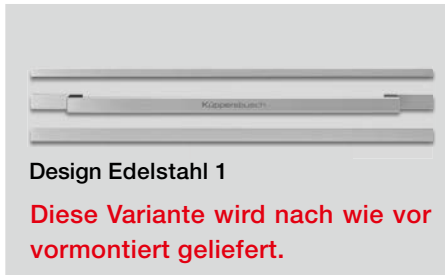 Küppersbusch
Design Edelstahl 1
Diese Variante wird nach wie vor
vormontiert geliefert.